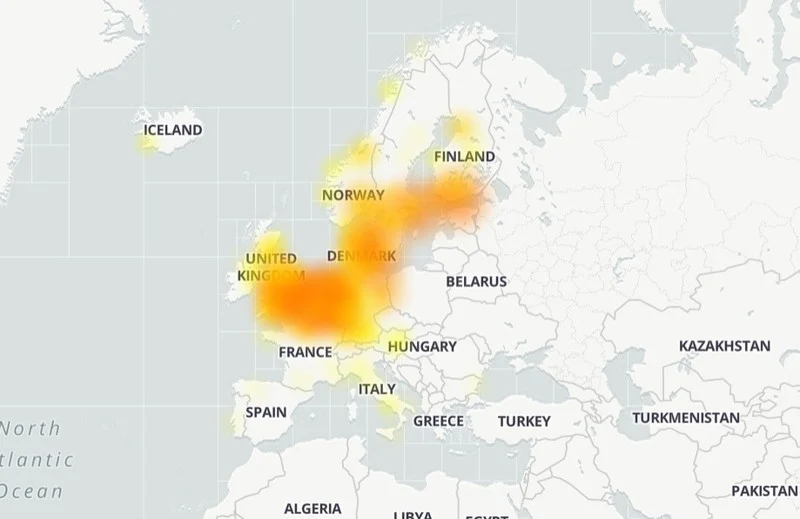 ICELAND
FINLAND
NORWAY
UNITED
KINGDOM
DENMARK
BELARUS
FRANCE
HUNGARY
KAZAKHSTAN
ITALY
SPAIN
GREECE
TURKEY
TURKMENISTAN
North
tlantic
Ocean
PAKISTAN
ALGERIA
LIBYA
EGYPT